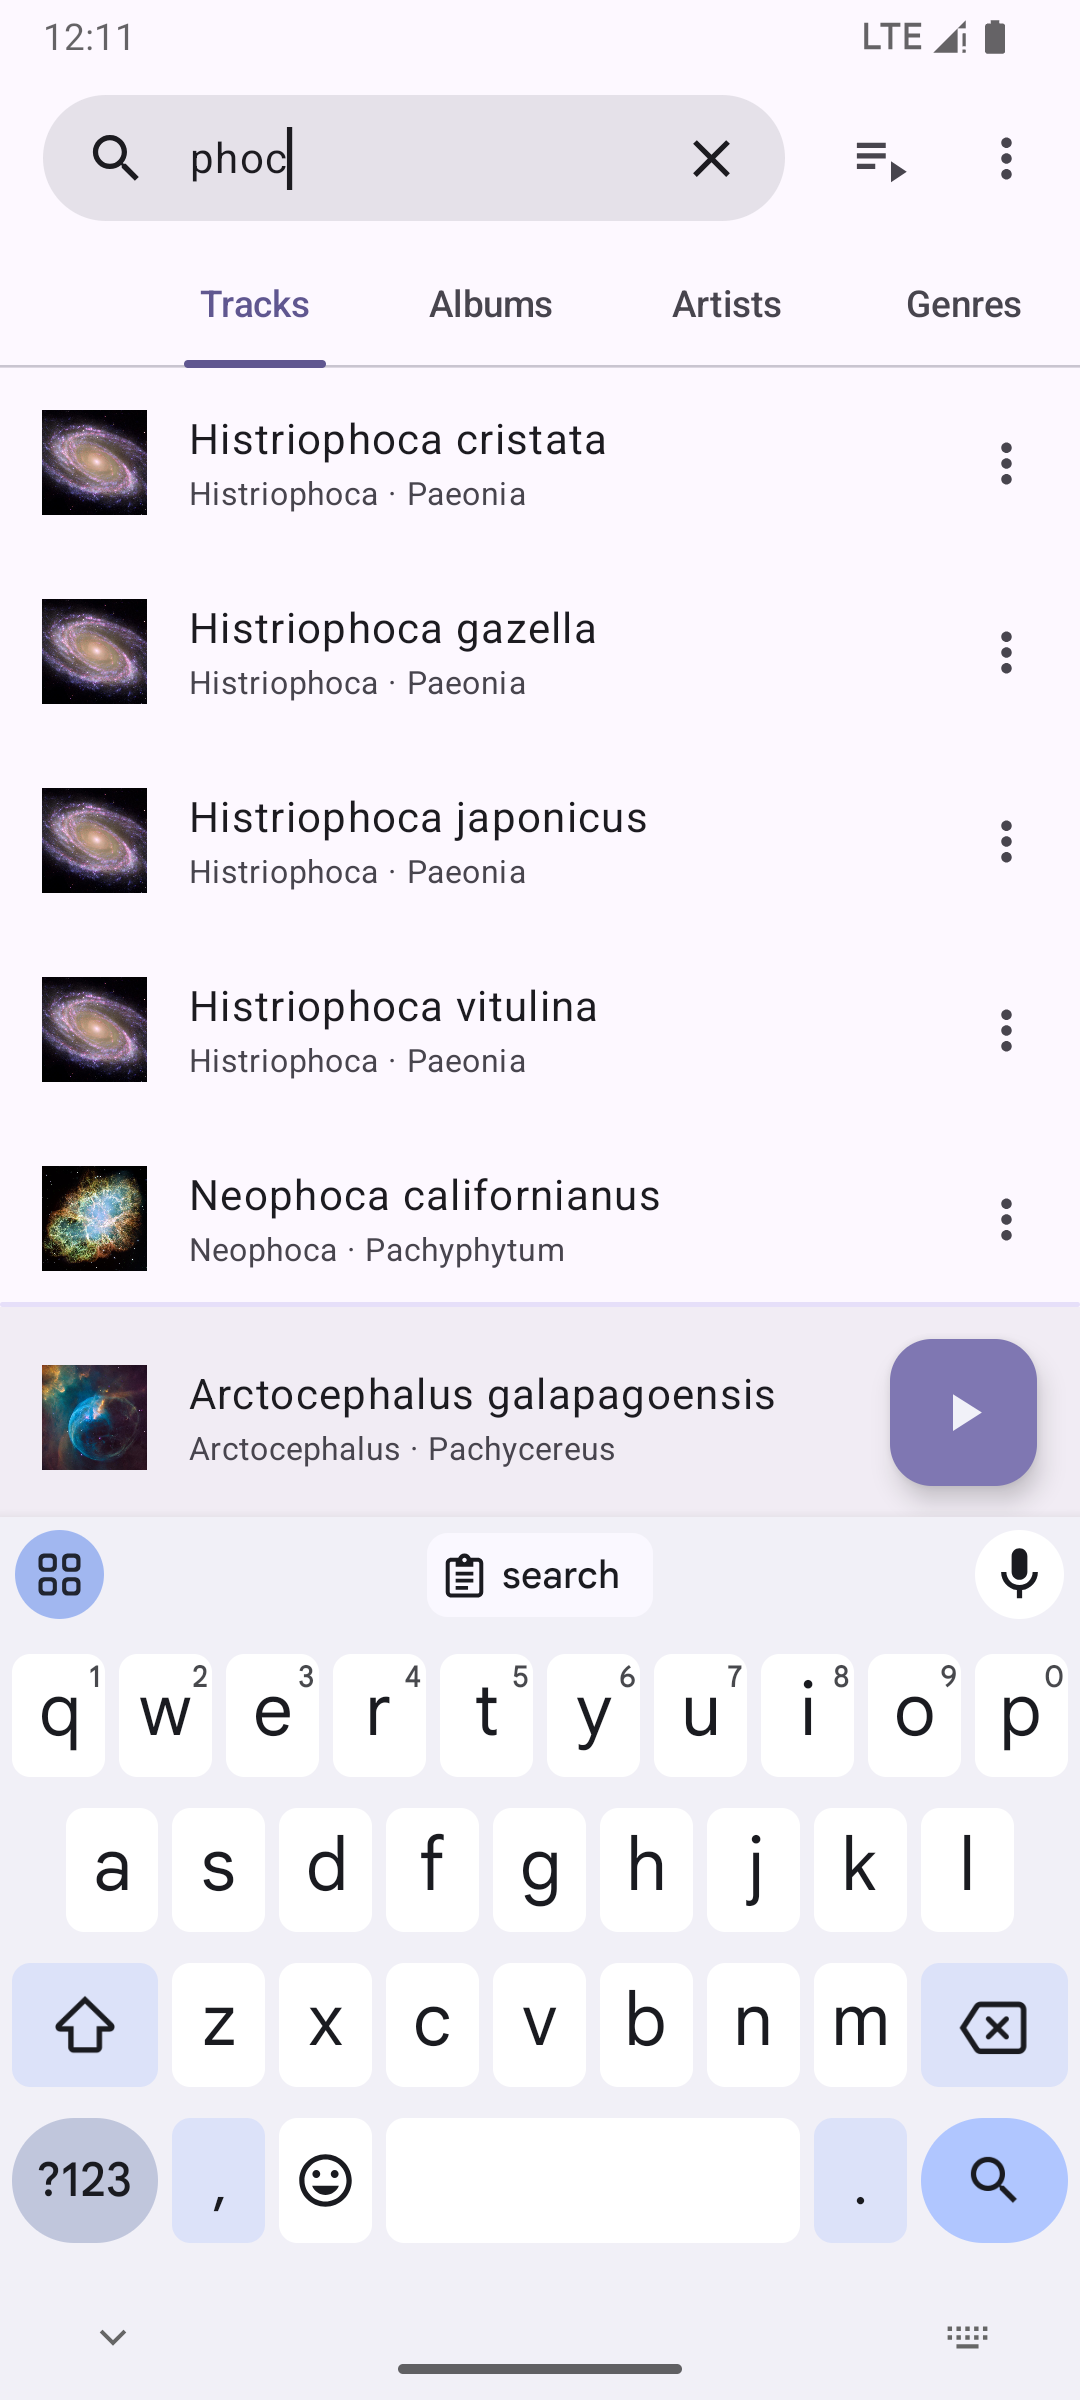 12:11
LTE
phoc
Tracks
Albums
Artists
Genres
Histriophoca cristata
Histriophoca · Paeonia
Histriophoca gazella
Histriophoca · Paeonia
Histriophoca japonicus
Histriophoca · Paeonia
Histriophoca vitulina
Histriophoca · Paeonia
Neophoca californianus
Neophoca · Pachyphytum
Arctocephalus galapagoensis
Arctocephalus · Pachycereus
search
q1 w2 e3 r4 t5 y6 u7 i8 o9 p0
a s d f g h j k l
z x c v b n m
?123 , .